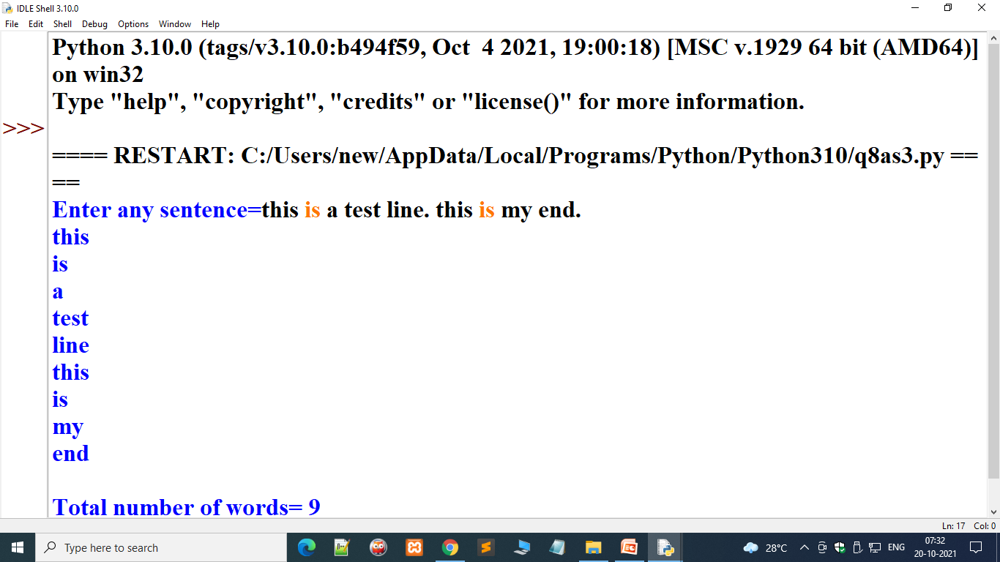 IDLE Shell 3.10.0
File Edit Shell Debug Options Window Help
Python 3.10.0 (tags/v3.10.0:b494f59, Oct  4 2021, 19:00:18) [MSC v.1929 64 bit (AMD64)]
on win32
Type "help", "copyright", "credits" or "license()" for more information.
>>>
==== RESTART: C:/Users/new/AppData/Local/Programs/Python/Python310/q8as3.py ==
==
Enter any sentence=this is a test line. this is my end.
this
is
a
test
line
this
is
my
end
Total number of words= 9
Ln: 17 Col: 0
Type here to search
28°C
ENG
07:32
20-10-2021